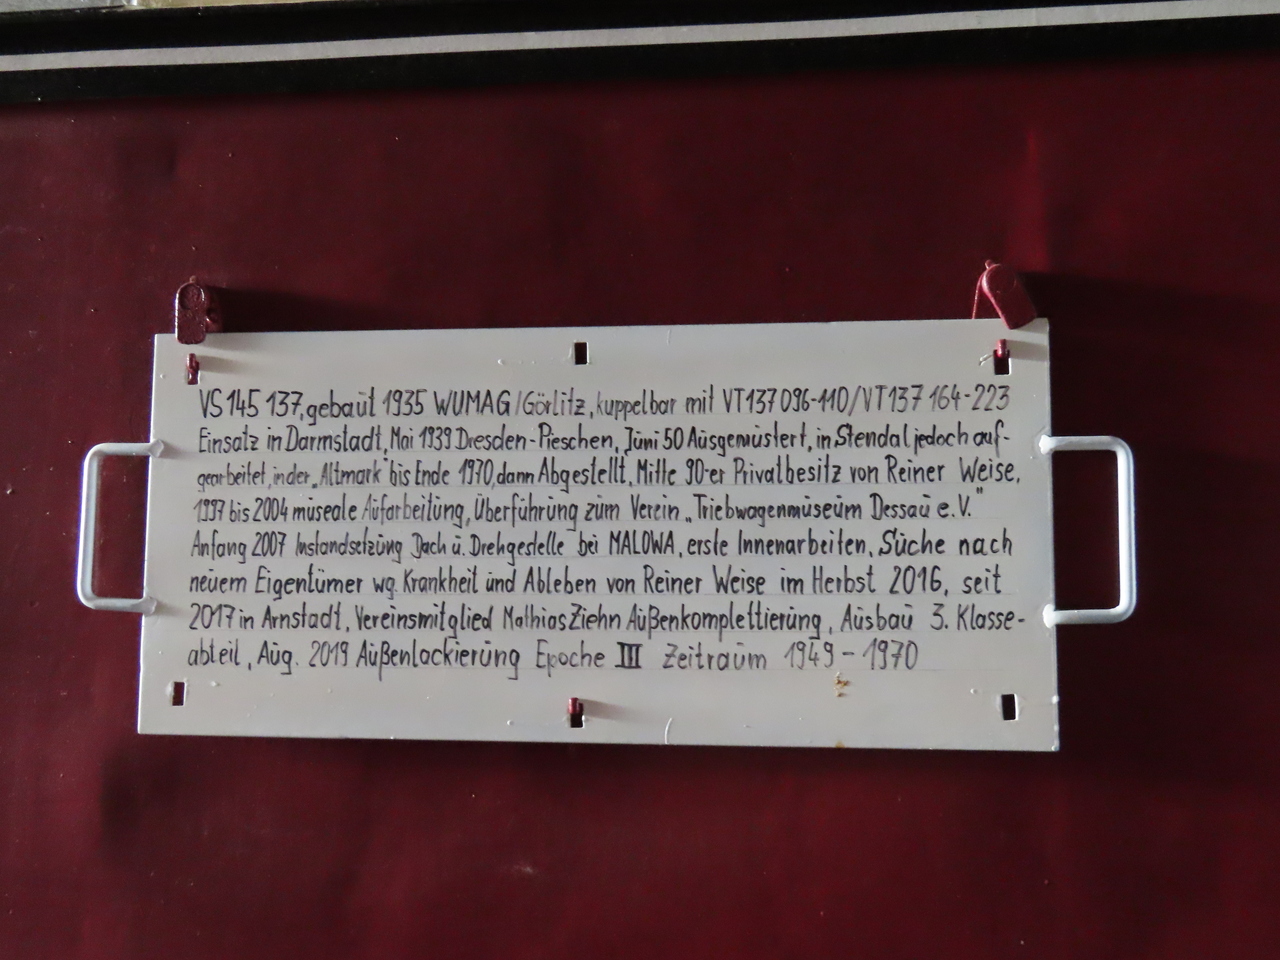 VS 145 137, gebaut 1935 WUMAG/Görlitz, kuppelbar mit VT137 096-110/VT137 164-223
Einsatz in Darmstadt, Mai 1939 Dresden-Pieschen, Juni 50 Ausgemustert, in Stendal jedoch auf-
gearbeitet, in der „Altmark" bis Ende 1970, dann Abgestellt, Mitte 90-er Privatbesitz von Reiner Weise,
1997 bis 2004 museale Aufarbeitung, Überführung zum Verein „Triebwagenmuseum Dessau e.V."
Anfang 2007 Instandsetzung Dach u. Drehgestelle bei MALOWA, erste Innenarbeiten, Suche nach
neuem Eigentümer wg. Krankheit und Ableben von Reiner Weise im Herbst 2016, seit
2017 in Arnstadt, Vereinsmitglied Mathias Ziehn Außenkomplettierung, Ausbau 3. Klasse-
abteil, Aug. 2019 Außenlackierung Epoche III Zeitraum 1949 - 1970